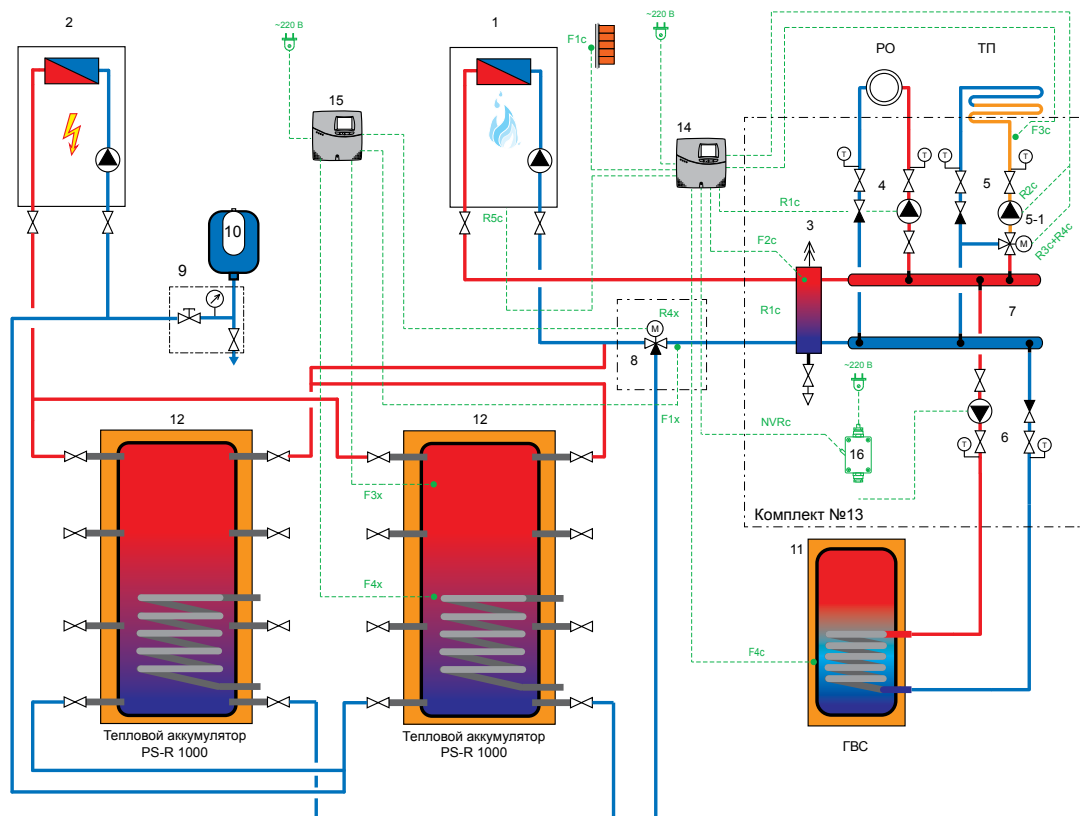 2
~220 В
1
F1c
~220 В
РО
ТП
15
14
F3c
T
T
T
T
4
5
R2c
5-1
R1c
R5c
3
M
R3c+R4c
F2c
10
9
7
R4x
R1c
M
8
~220 В
F1x
NVRc
6
T
T
16
12
12
F3x
Комплект №13
11
F4x
F4c
Тепловой аккумулятор
PS-R 1000
Тепловой аккумулятор
PS-R 1000
ГВС